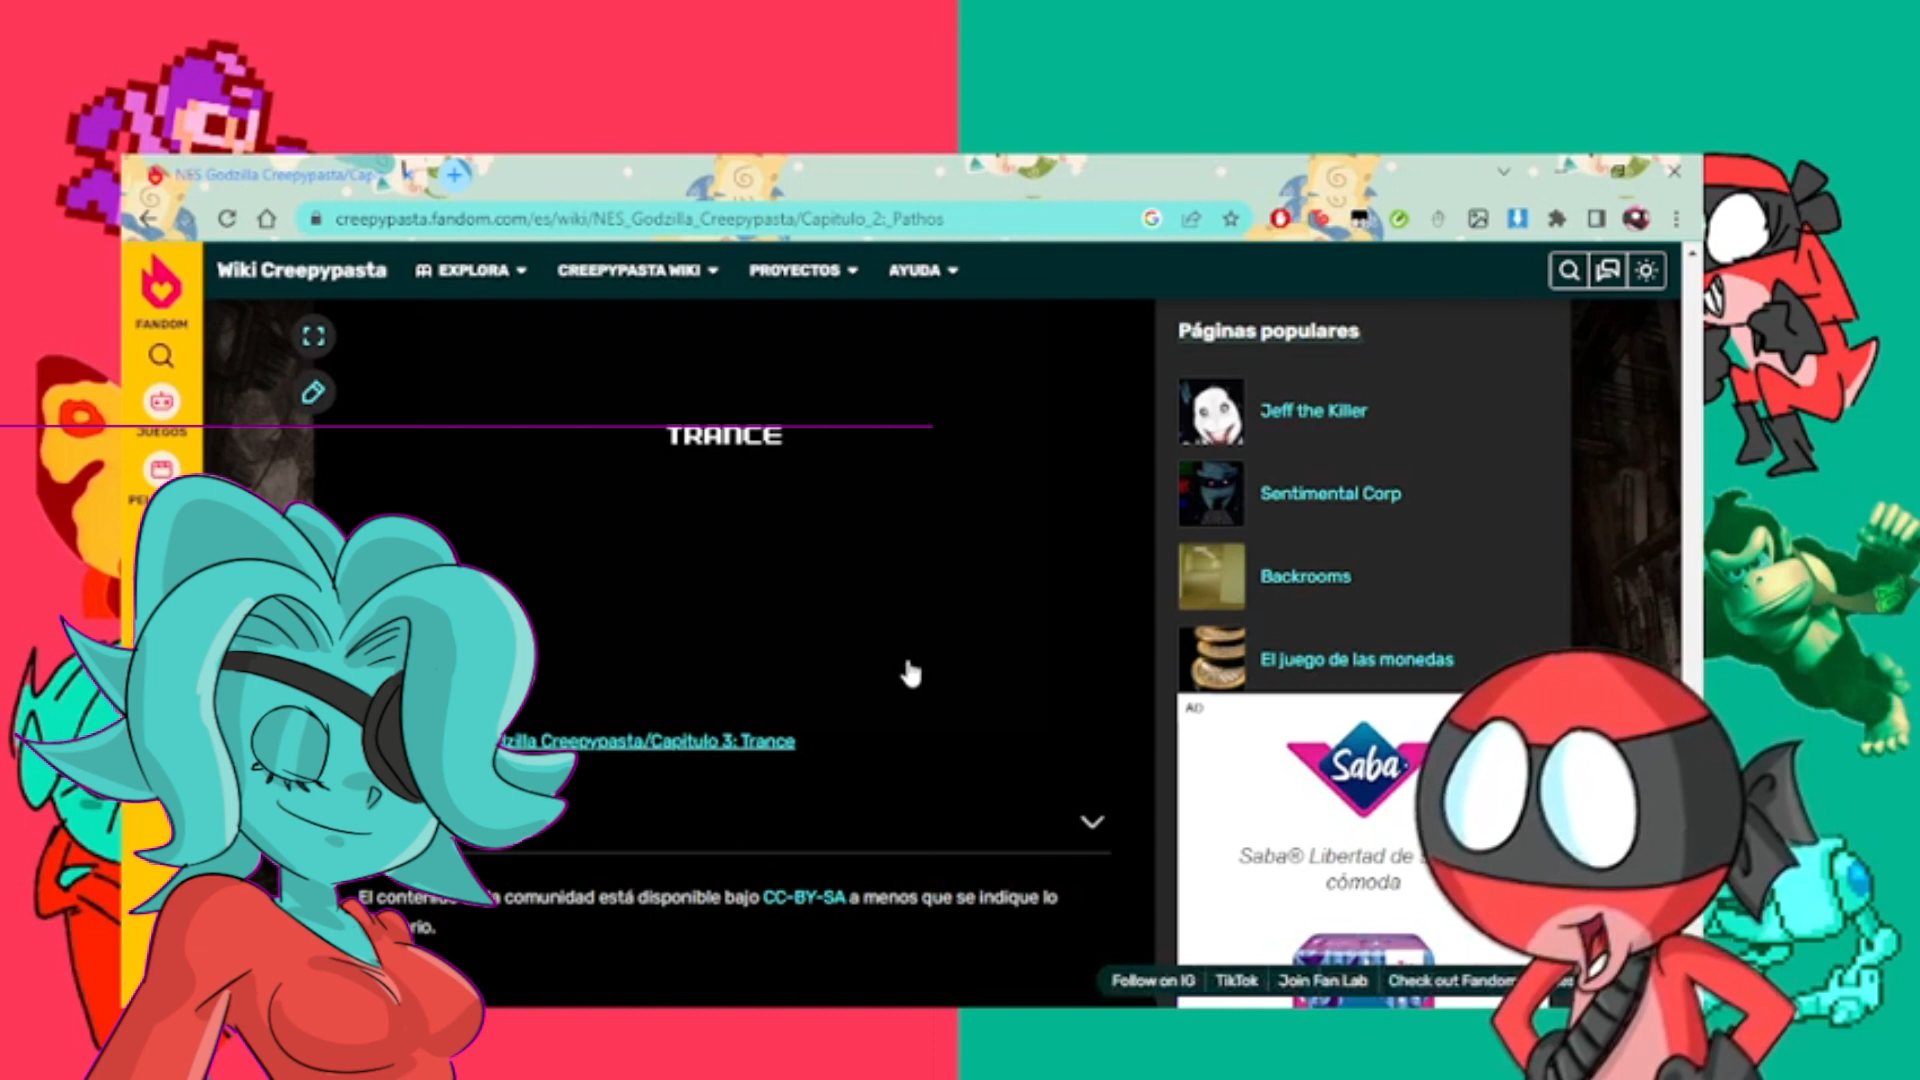 NES Godzilla Creepypasta/Cap
creepypasta.fandom.com/es/wiki/NES_Godzilla_Creepypasta/Capitulo_2:_Pathos
Wiki Creepypasta
EXPLORA
CREEPYPASTA WIKI
PROYECTOS
AYUDA
FANDOM
JUEGOS
Páginas populares
Jeff the Killer
TRANCE
Sentimental Corp
Backrooms
El juego de las monedas
AD
Saba
zilla Creepypasta/Capitulo 3: Trance
Saba® Libertad de
cómoda
El conten
comunidad está disponible bajo CC-BY-SA a menos que se indique lo
rio.
Follow on IG
TikTok
Join Fan Lab
Check out Fandom